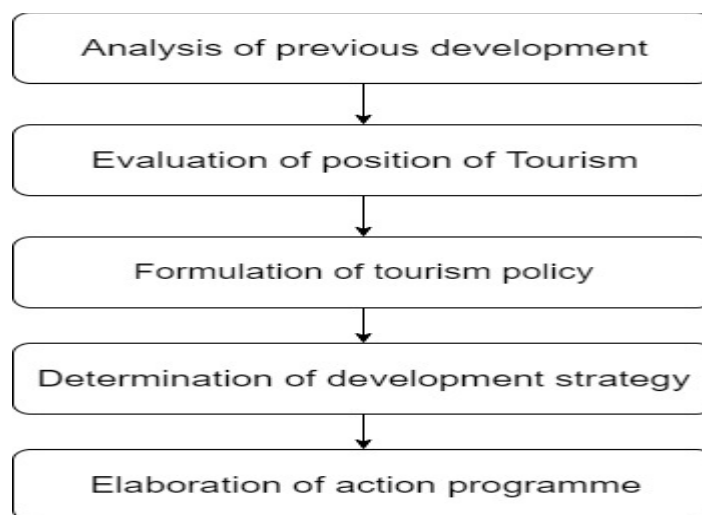 Analysis of previous development
Evaluation of position of Tourism
Formulation of tourism policy
Determination of development strategy
Elaboration of action programme